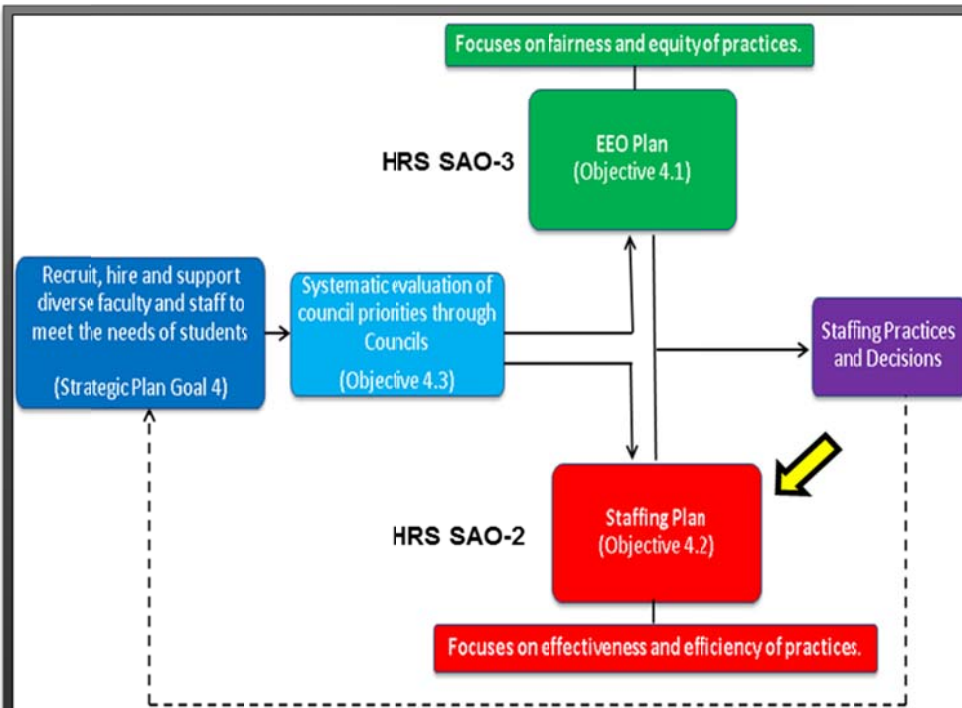 Focuses on fairness and equity of practices.
EEO Plan
(Objective 4.1)
HRS SAO-3
Recruit, hire and support
diverse faculty and staff to
meet the needs of students
(Strategic Plan Goal 4)
Systematic evaluation of
council priorities through
Councils
(Objective 4.3)
Staffing Practices
and Decisions
HRS SAO-2
Staffing Plan
(Objective 4.2)
Focuses on effectiveness and efficiency of practices.